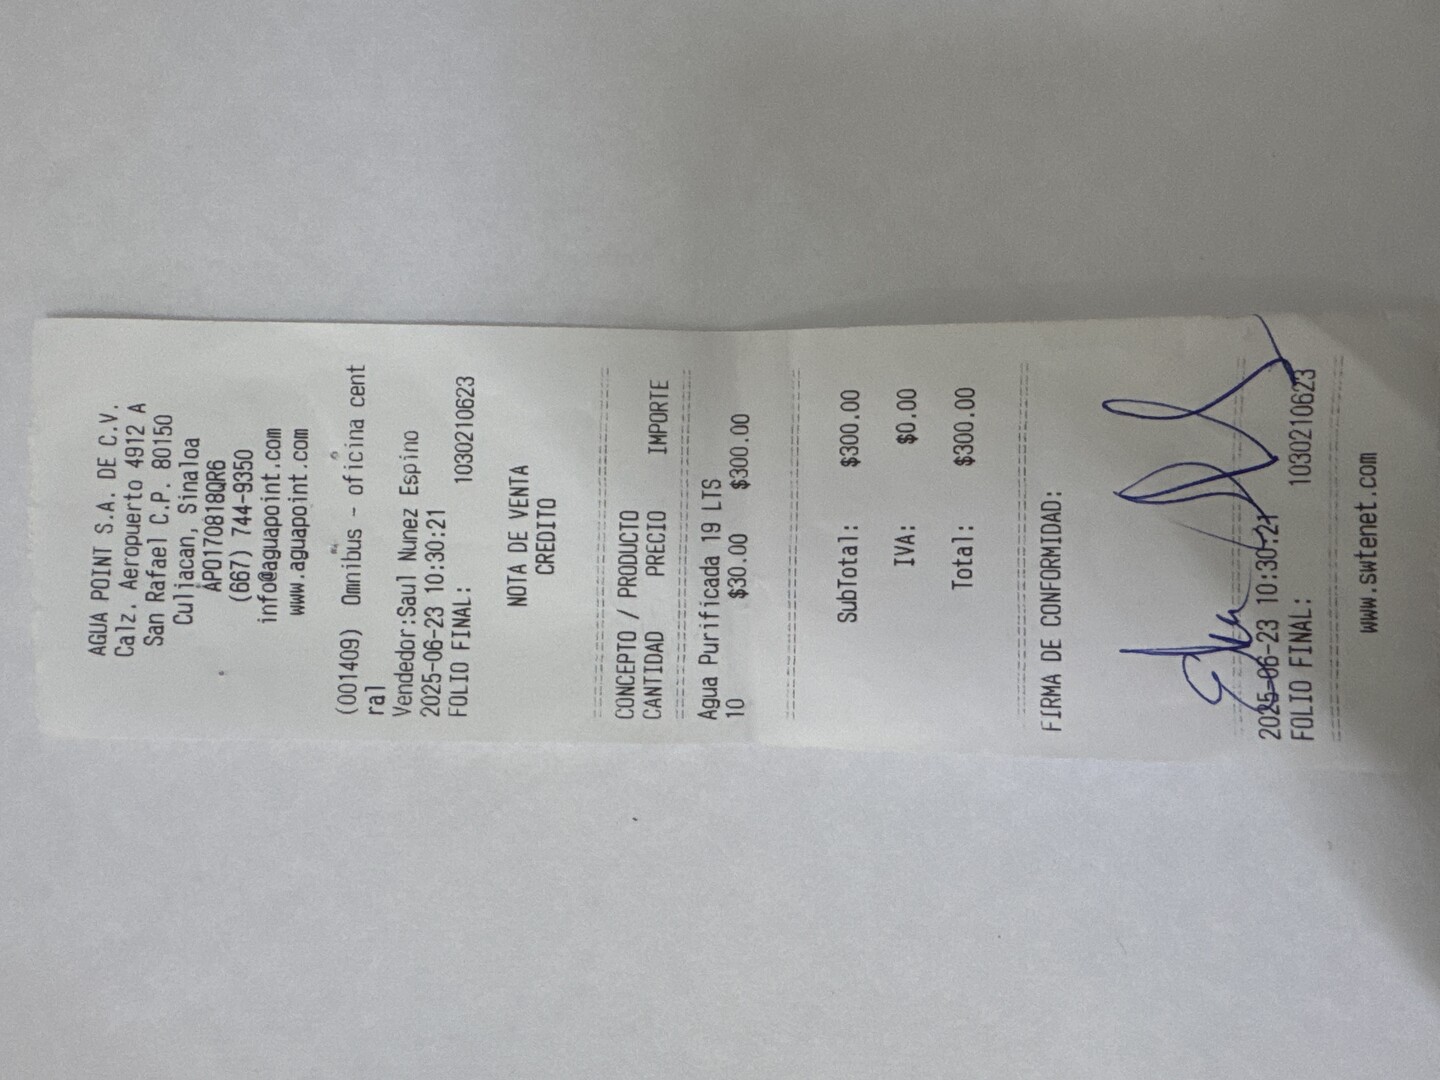 AGUA POINT S.A. DE C.V.
Calz. Aeropuerto 4912 A
San Rafael C.P. 80150
Culiacan, Sinaloa
APO170818QR6
(667) 744-9350
info@aguapoint.com
www.aguapoint.com
(001409) Omnibus - oficina cent
ral
Vendedor:Saul Nunez Espino
2025-06-23 10:30:21
FOLIO FINAL: 1030210623
NOTA DE VENTA
CREDITO
CONCEPTO / PRODUCTO
CANTIDAD PRECIO IMPORTE
Agua Purificada 19 LTS
10 $30.00 $300.00
SubTotal: $300.00
IVA: $0.00
Total: $300.00
FIRMA DE CONFORMIDAD:
2025-06-23 10:30:21
FOLIO FINAL: 1030210623
www.swtenet.com